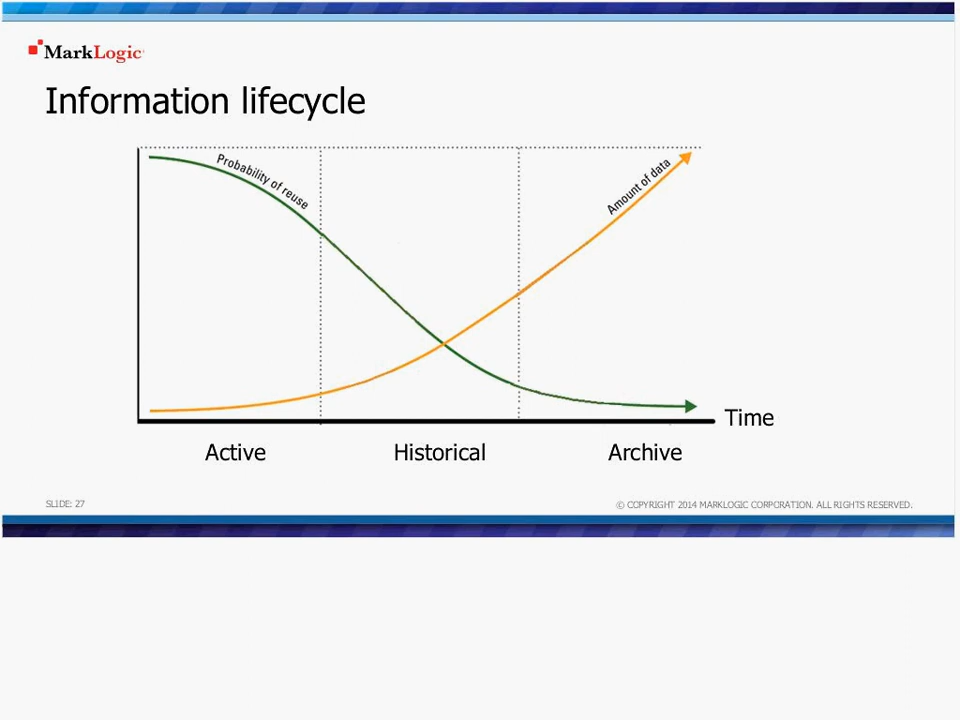 MarkLogic
Information lifecycle
Probability of reuse
Amount of data
Time
Active Historical Archive
SLIDE: 27
© COPYRIGHT 2014 MARKLOGIC CORPORATION. ALL RIGHTS RESERVED.